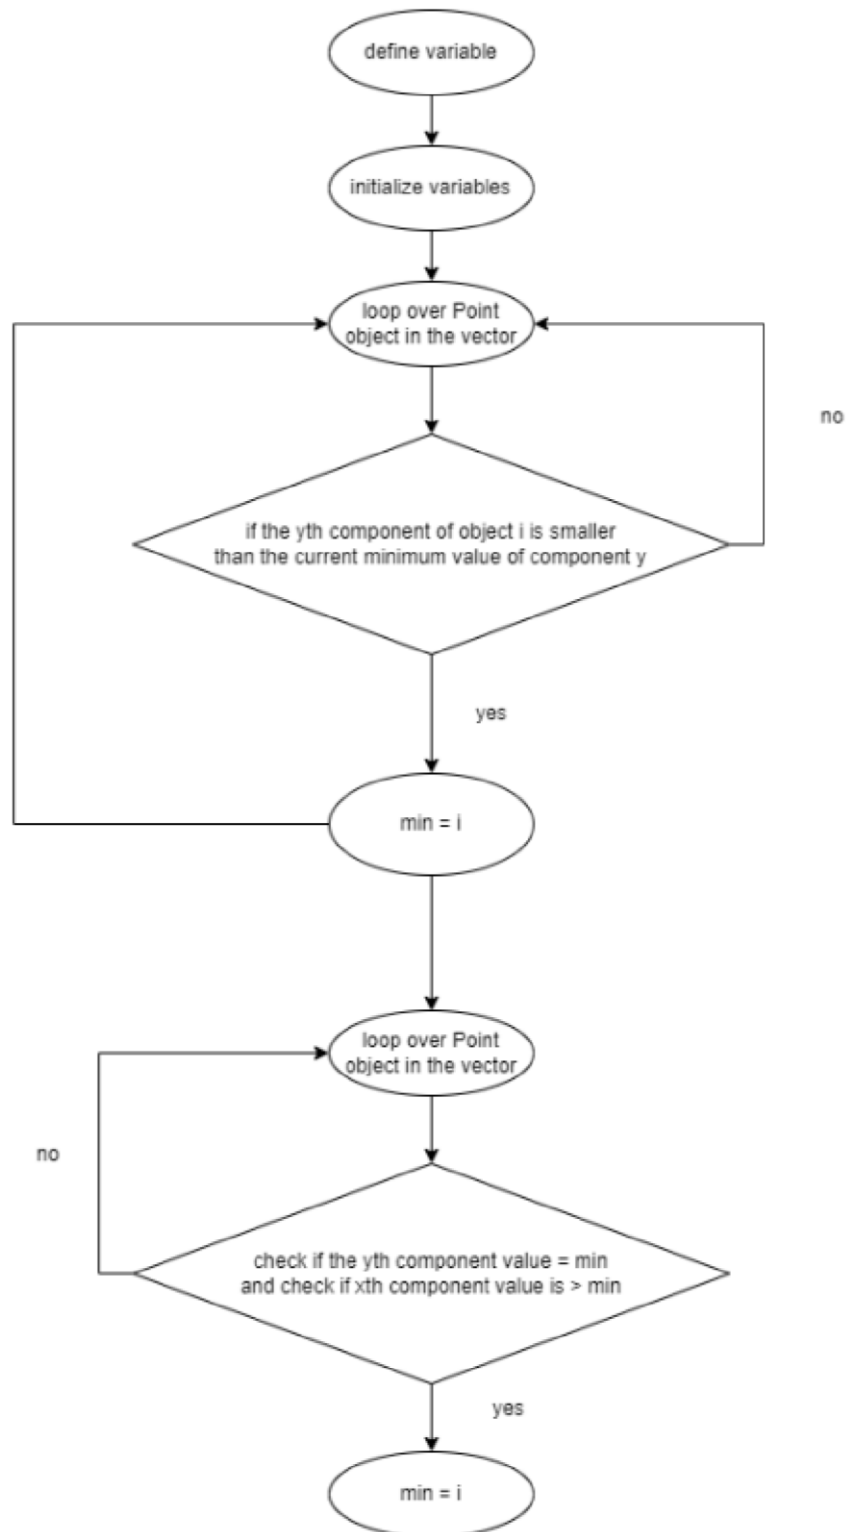 define variable
initialize variables
loop over Point
object in the vector
no
if the yth component of object i is smaller
than the current minimum value of component y
yes
min = i
loop over Point
object in the vector
no
check if the yth component value = min
and check if xth component value is > min
yes
min = i